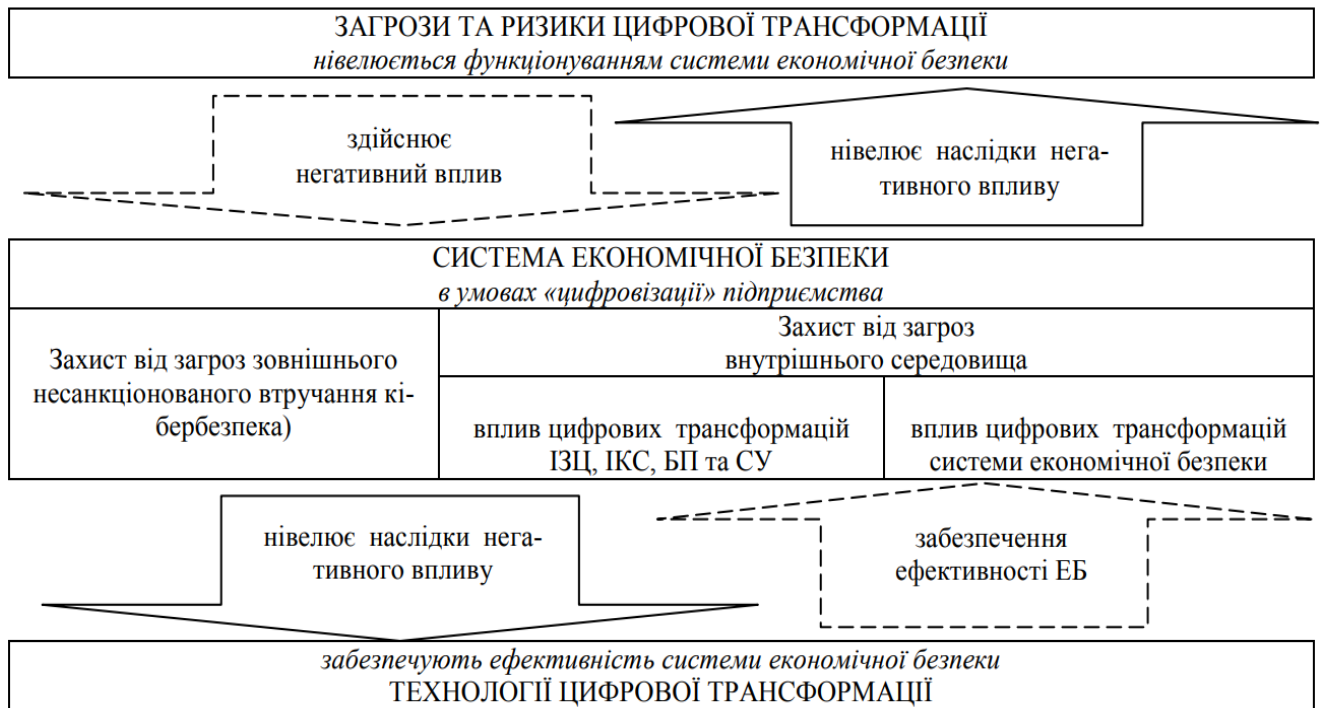 ЗАГРОЗИ ТА РИЗИКИ ЦИФРОВОЇ ТРАНСФОРМАЦІЇ
нівелюється функціонуванням системи економічної безпеки
здійснює
негативний вплив
нівелює наслідки нега-
тивного впливу
СИСТЕМА ЕКОНОМІЧНОЇ БЕЗПЕКИ
в умовах «цифровізації» підприємства
Захист від загроз зовнішнього
несанкціонованого втручання кі-
бербезпека)
Захист від загроз
внутрішнього середовища
вплив цифрових трансформацій
ІЗЦ, ІКС, БП та СУ
вплив цифрових трансформацій
системи економічної безпеки
нівелює наслідки нега-
тивного впливу
забезпечення
ефективності ЕБ
забезпечують ефективність системи економічної безпеки
ТЕХНОЛОГІЇ ЦИФРОВОЇ ТРАНСФОРМАЦІЇ